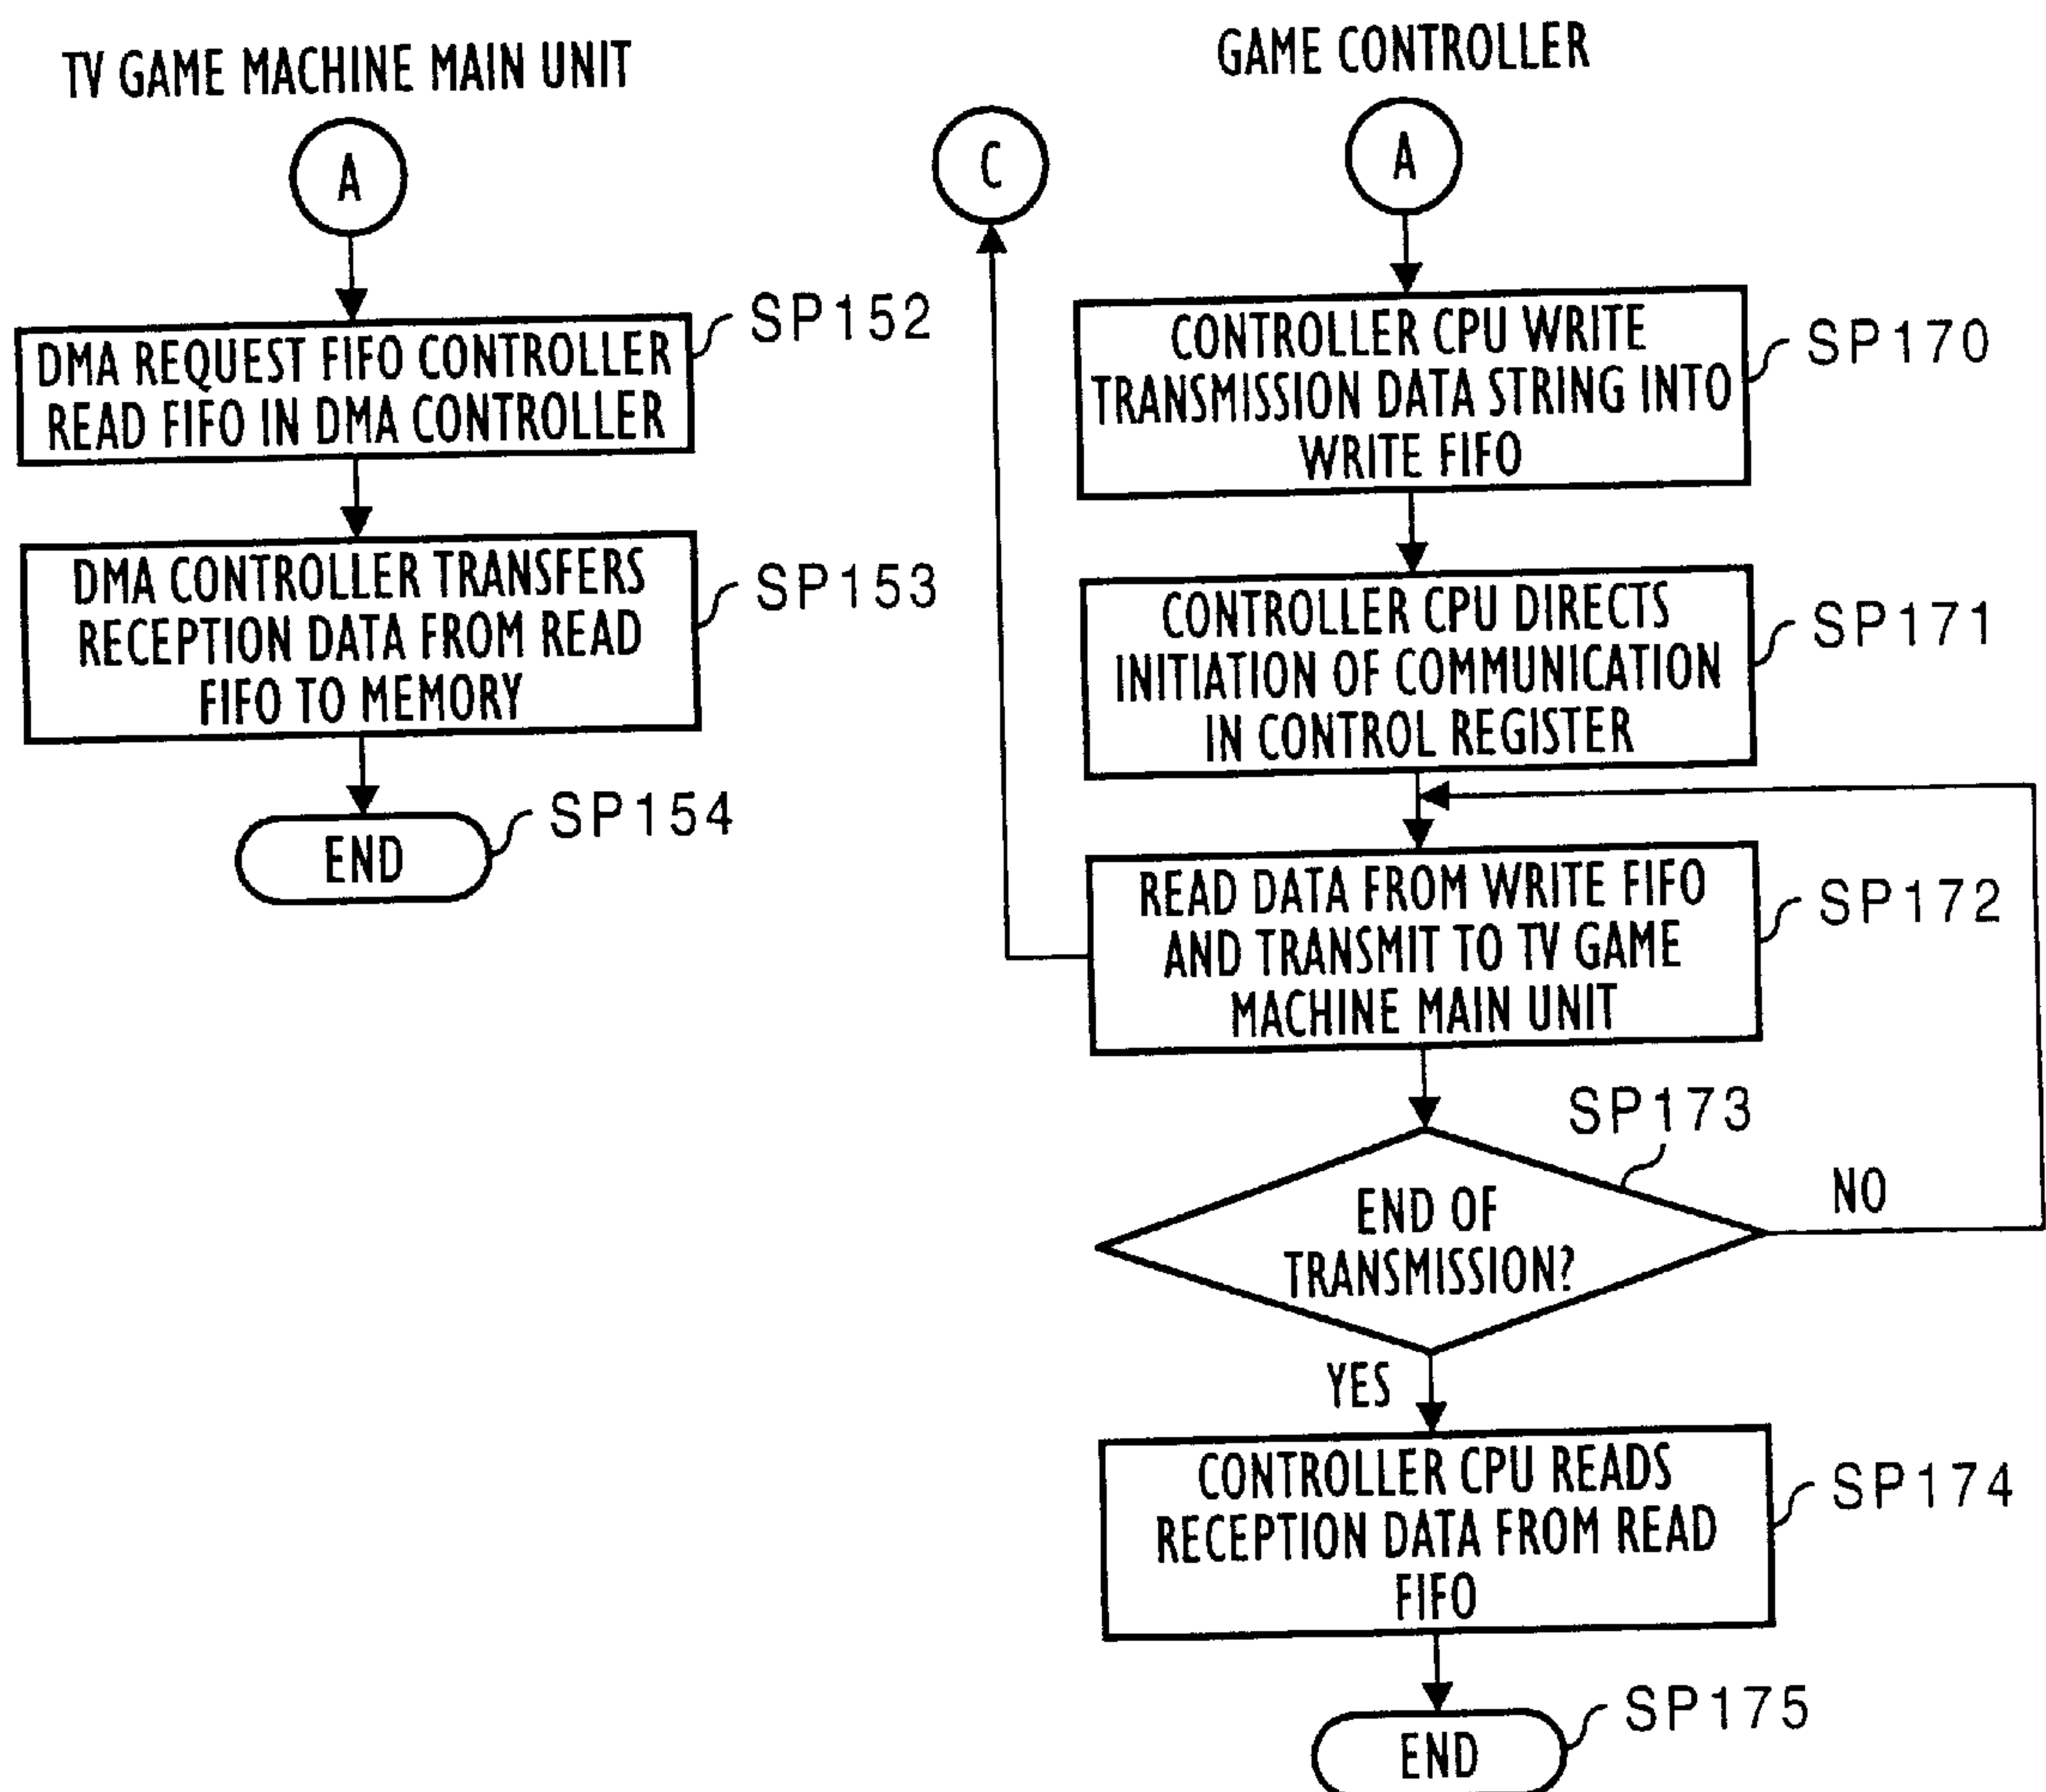 TV GAME MACHINE MAIN UNIT
A
DMA REQUEST FIFO CONTROLLER
READ FIFO IN DMA CONTROLLER
SP152
DMA CONTROLLER TRANSFERS
RECEPTION DATA FROM READ
FIFO TO MEMORY
SP153
END
SP154
C
GAME CONTROLLER
A
CONTROLLER CPU WRITE
TRANSMISSION DATA STRING INTO
WRITE FIFO
SP170
CONTROLLER CPU DIRECTS
INITIATION OF COMMUNICATION
IN CONTROL REGISTER
SP171
READ DATA FROM WRITE FIFO
AND TRANSMIT TO TV GAME
MACHINE MAIN UNIT
SP172
SP173
END OF
TRANSMISSION?
NO
YES
CONTROLLER CPU READS
RECEPTION DATA FROM READ
FIFO
SP174
END
SP175